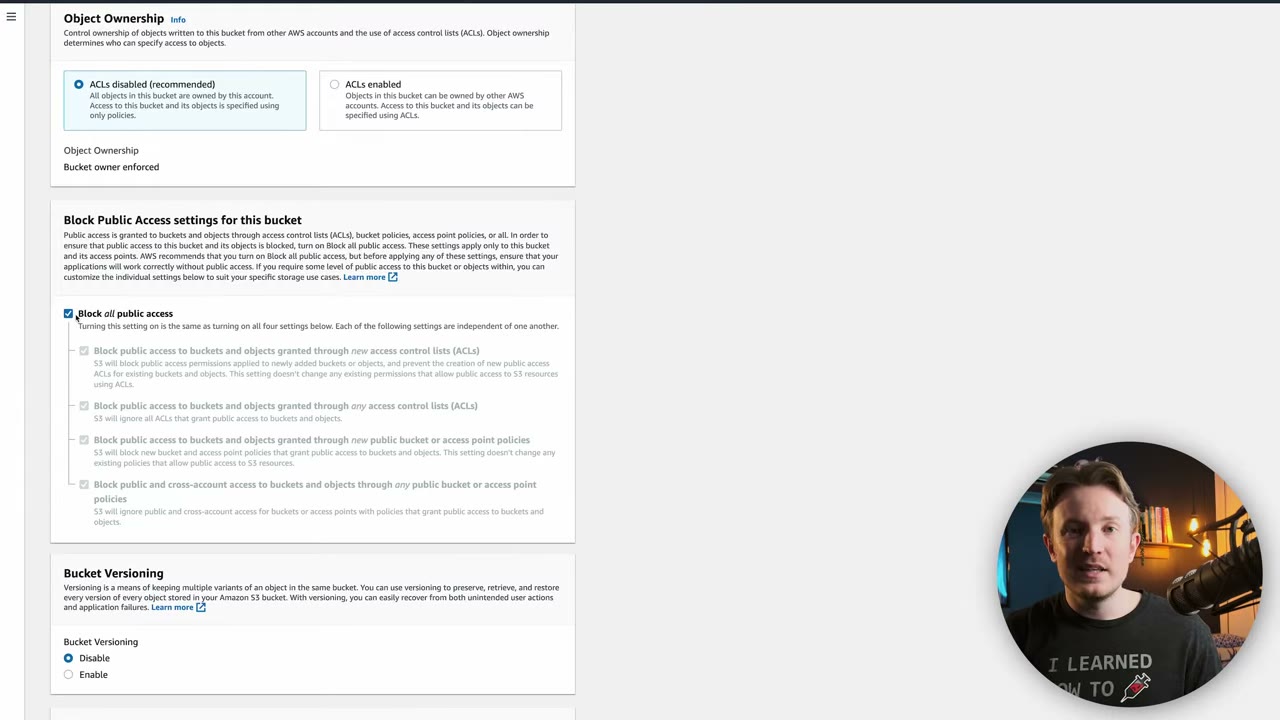 Object Ownership Info
Control ownership of objects written to this bucket from other AWS accounts and the use of access control lists (ACLs). Object ownership
determines who can specify access to objects.
ACLs disabled (recommended)
All objects in this bucket are owned by this account.
Access to this bucket and its objects is specified using
only policies.
ACLs enabled
Objects in this bucket can be owned by other AWS
accounts. Access to this bucket and its objects can be
specified using ACLs.
Object Ownership
Bucket owner enforced
Block Public Access settings for this bucket
Public access is granted to buckets and objects through access control lists (ACLs), bucket policies, access point policies, or all. In order to
ensure that public access to this bucket and its objects is blocked, turn on Block all public access. These settings apply only to this bucket
and its access points. AWS recommends that you turn on Block all public access, but before applying any of these settings, ensure that your
applications will work correctly without public access. If you require some level of public access to this bucket or objects within, you can
customize the individual settings below to suit your specific storage use cases. Learn more
Block all public access
Turning this setting on is the same as turning on all four settings below. Each of the following settings are independent of one another.
Block public access to buckets and objects granted through new access control lists (ACLs)
S3 will block public access permissions applied to newly added buckets or objects, and prevent the creation of new public access
ACLs for existing buckets and objects. This setting doesn't change any existing permissions that allow public access to S3 resources
using ACLs.
Block public access to buckets and objects granted through any access control lists (ACLs)
S3 will ignore all ACLs that grant public access to buckets and objects.
Block public access to buckets and objects granted through new public bucket or access point policies
S3 will block new bucket and access point policies that grant public access to buckets and objects. This setting doesn't change any
existing policies that allow public access to S3 resources.
Block public and cross-account access to buckets and objects through any public bucket or access point
policies
S3 will ignore public and cross-account access for buckets or access points with policies that grant public access to buckets and
objects.
Bucket Versioning
Versioning is a means of keeping multiple variants of an object in the same bucket. You can use versioning to preserve, retrieve, and restore
every version of every object stored in your Amazon S3 bucket. With versioning, you can easily recover from both unintended user actions
and application failures. Learn more
Bucket Versioning
Disable
Enable
I LEARNED
TO